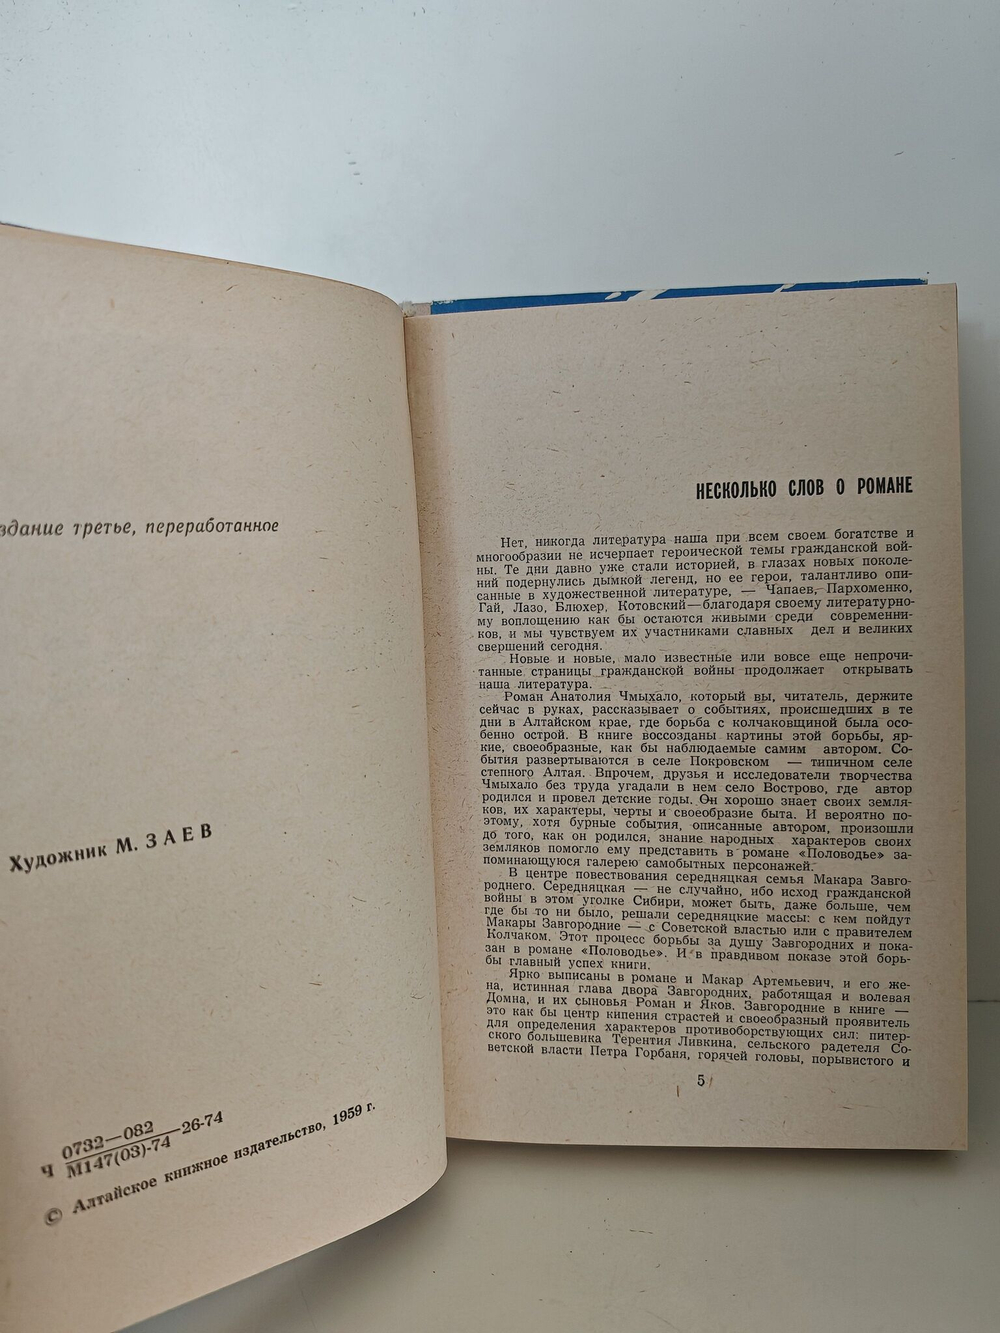 здание третье, переработанное
Художник М. ЗАЕВ
Ч 0732—082
М147(03)-74 —26-74
© Алтайское книжное издательство, 1959 г.
НЕСКОЛЬКО СЛОВ О РОМАНЕ
Нет, никогда литература наша при всем своем богатстве и
многообразии не исчерпает героической темы гражданской вой-
ны. Те дни давно уже стали историей, в глазах новых поколе-
ний подернулись дымкой легенд, но ее герои, талантливо опи-
санные в художественной литературе, — Чапаев, Пархоменко,
Гай, Лазо, Блюхер, Котовский—благодаря своему литературно-
му воплощению как бы остаются живыми среди современни-
ков, и мы чувствуем их участниками славных дел и великих
свершений сегодня.
Новые и новые, мало известные или вовсе еще непрочи-
танные страницы гражданской войны продолжает открывать
наша литература.
Роман Анатолия Чмыхало, который вы, читатель, держите
сейчас в руках, рассказывает о событиях, происшедших в те
дни в Алтайском крае, где борьба с колчаковщиной была осо-
бенно острой. В книге воссозданы картины этой борьбы, яр-
кие, своеобразные, как бы наблюдаемые самим автором. Со-
бытия развертываются в селе Покровском — типичном селе
степного Алтая. Впрочем, друзья и исследователи творчества
Чмыхало без труда угадали в нем село Вострово, где автор
родился и провел детские годы. Он хорошо знает своих земля-
ков, их характеры, черты и своеобразие быта. И вероятно по-
этому, хотя бурные события, описанные автором, произошли
до того, как он родился, знание народных характеров своих
земляков помогло ему представить в романе «Половодье» за-
поминающуюся галерею самобытных персонажей.
В центре повествования середняцкая семья Макара Завго-
роднего. Середняцкая — не случайно, ибо исход гражданской
войны в этом уголке Сибири, может быть, даже больше, чем
где бы то ни было, решали середняцкие массы: с кем пойдут
Макары Завгородние — с Советской властью или с правителем
Колчаком. Этот процесс борьбы за душу Завгородних и пока-
зан в романе «Половодье». И в правдивом показе этой борь-
бы главный успех книги.
Ярко выписаны в романе и Макар Артемьевич, и его же-
на, истинная глава двора Завгородних, работящая и волевая
Домна, и их сыновья Роман и Яков. Завгородние в книге —
это как бы центр кипения страстей и своеобразный проявитель
для определения характеров противоборствующих сил: питер-
ского большевика Терентия Ливкина, сельского радетеля Со-
ветской власти Петра Горбаня, горячей головы, порывистого и
5